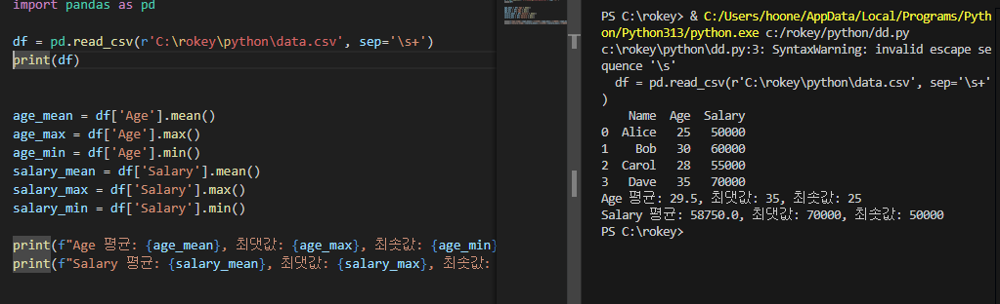 import pandas as pd
df = pd.read_csv(r'C:\rokey\python\data.csv', sep='\s+')
print(df)
age_mean = df['Age'].mean()
age_max = df['Age'].max()
age_min = df['Age'].min()
salary_mean = df['Salary'].mean()
salary_max = df['Salary'].max()
salary_min = df['Salary'].min()
print(f"Age 평균: {age_mean}, 최댓값: {age_max}, 최솟값: {age_min}
print(f"Salary 평균: {salary_mean}, 최댓값: {salary_max}, 최솟값:
PS C:\rokey> & C:/Users/hoone/AppData/Local/Programs/Pyth
on/Python313/python.exe c:/rokey/python/dd.py
c:\rokey\python\dd.py:3: SyntaxWarning: invalid escape se
quence '\s'
  df = pd.read_csv(r'C:\rokey\python\data.csv', sep='\s+'
)
    Name  Age  Salary
0  Alice   25   50000
1    Bob   30   60000
2  Carol   28   55000
3   Dave   35   70000
Age 평균: 29.5, 최댓값: 35, 최솟값: 25
Salary 평균: 58750.0, 최댓값: 70000, 최솟값: 50000
PS C:\rokey>